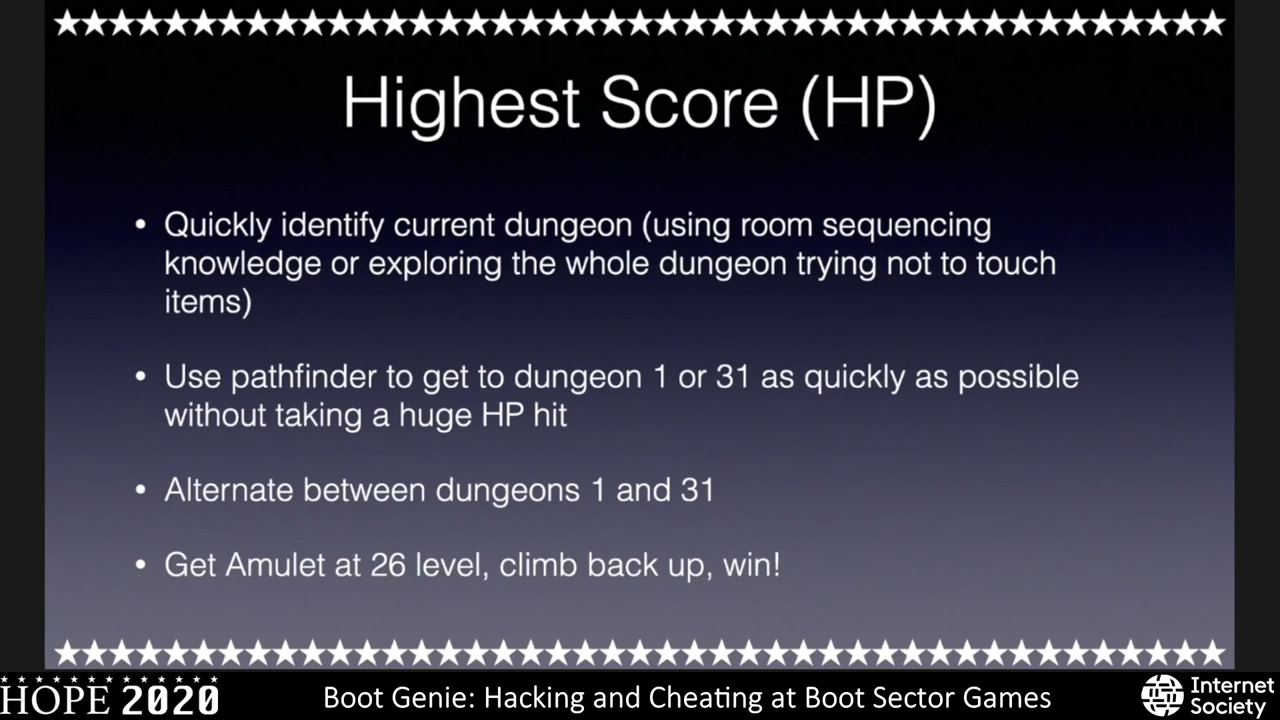 Highest Score (HP)
• Quickly identify current dungeon (using room sequencing
knowledge or exploring the whole dungeon trying not to touch
items)
• Use pathfinder to get to dungeon 1 or 31 as quickly as possible
without taking a huge HP hit
• Alternate between dungeons 1 and 31
• Get Amulet at 26 level, climb back up, win!
HOPE 2020
Boot Genie: Hacking and Cheating at Boot Sector Games
Internet
Society